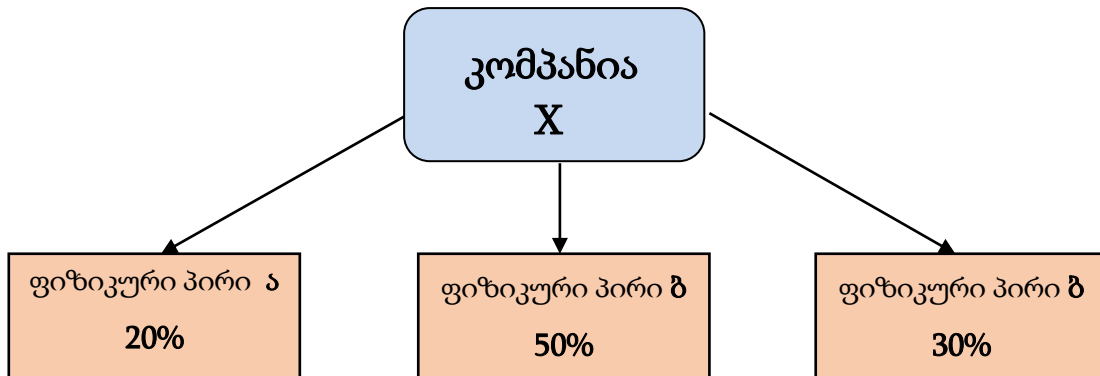 კომპანია
X
ფიზიკური პირი ა
20%
ფიზიკური პირი ბ
50%
ფიზიკური პირი ბ
30%